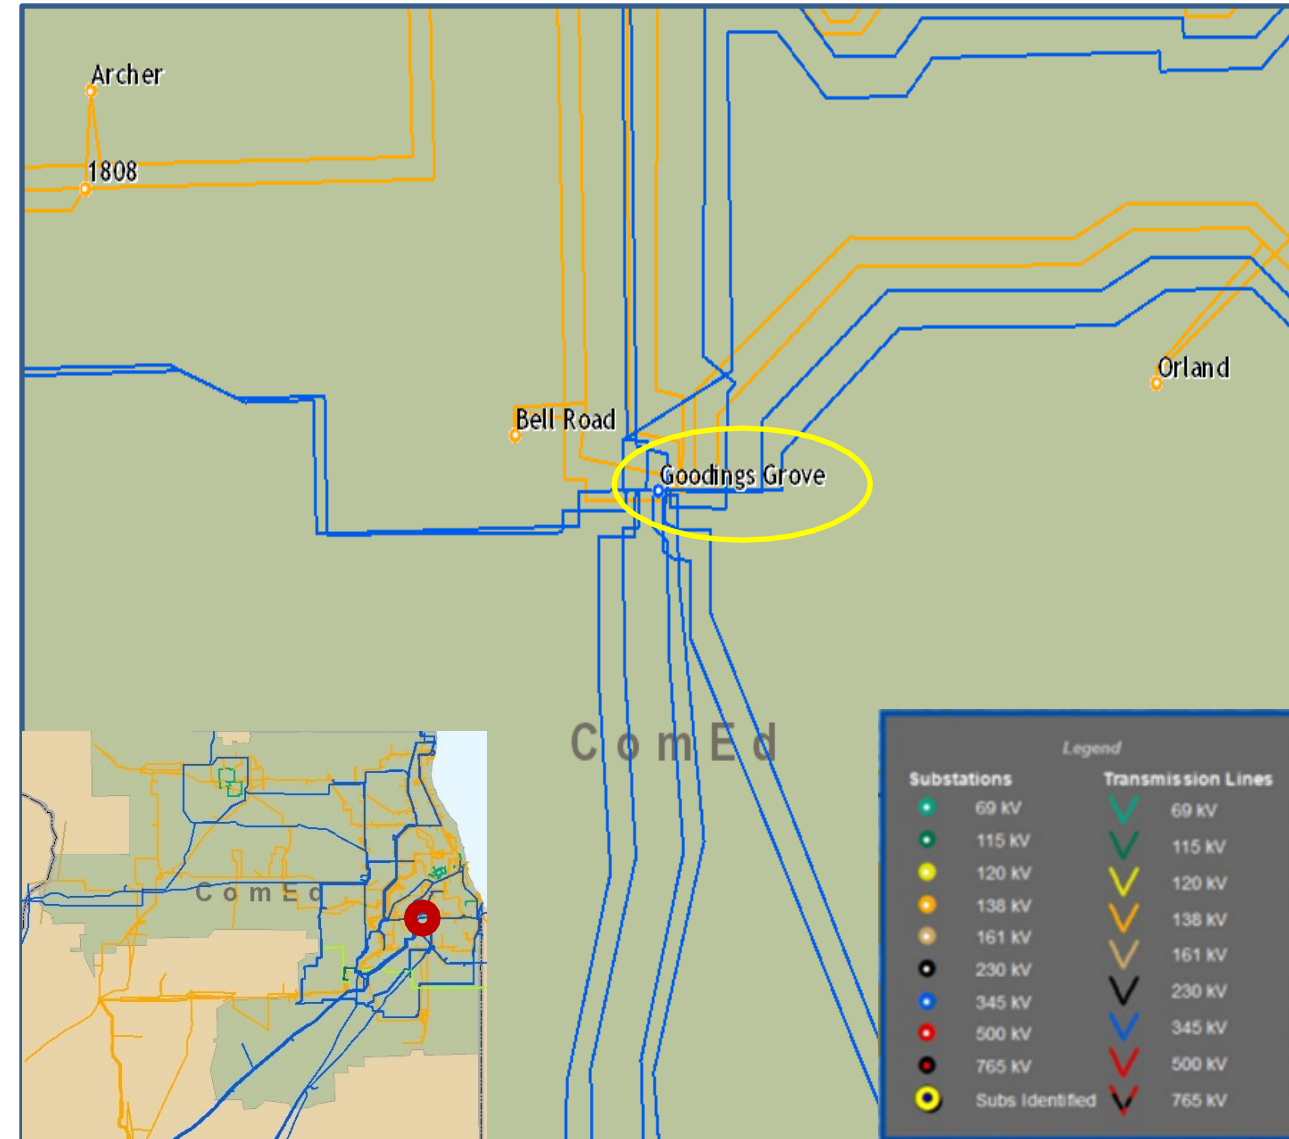 Archer
1808
Orland
Bell Road
Goodings Grove
ComEd
ComEd
Legend
Substations
Transmission Lines
69 kV
69 kV
115 kV
115 kV
120 kV
120 kV
138 kV
138 kV
161 kV
161 kV
230 kV
230 kV
345 kV
345 kV
500 kV
500 kV
765 kV
765 kV
Subs Identified